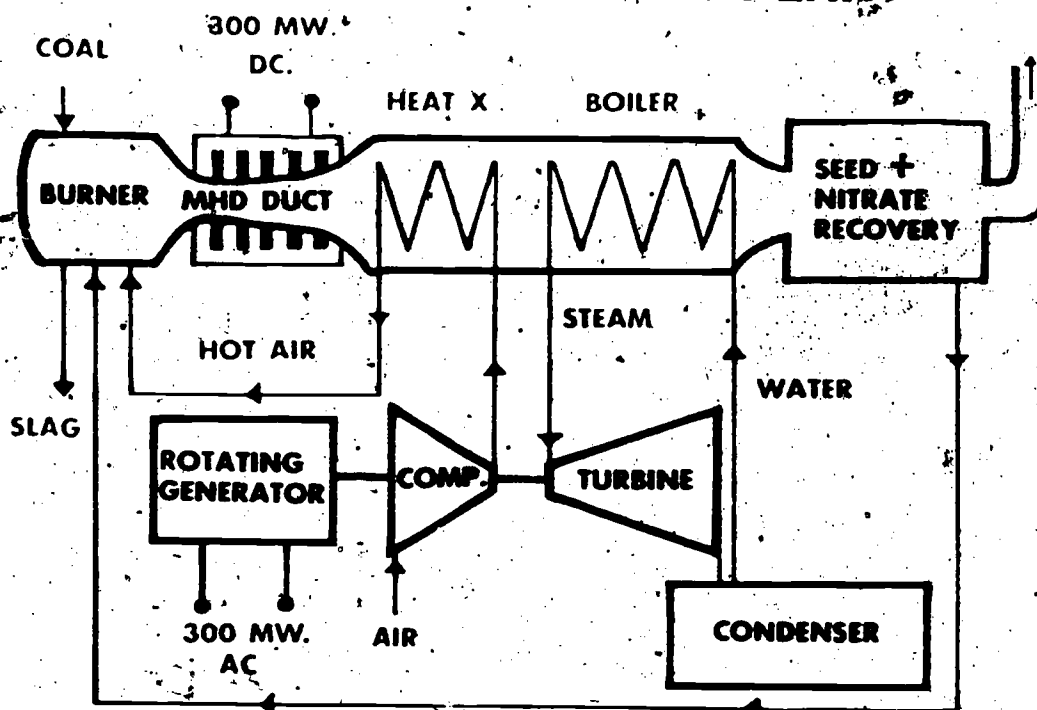 300 MW.
DC.
COAL
HEAT X
BOILER
BURNER
MHD DUCT
SEED +
NITRATE
RECOVERY
HOT AIR
STEAM
WATER
SLAG
ROTATING
GENERATOR
COMP.
TURBINE
300 MW.
AC
AIR
CONDENSER